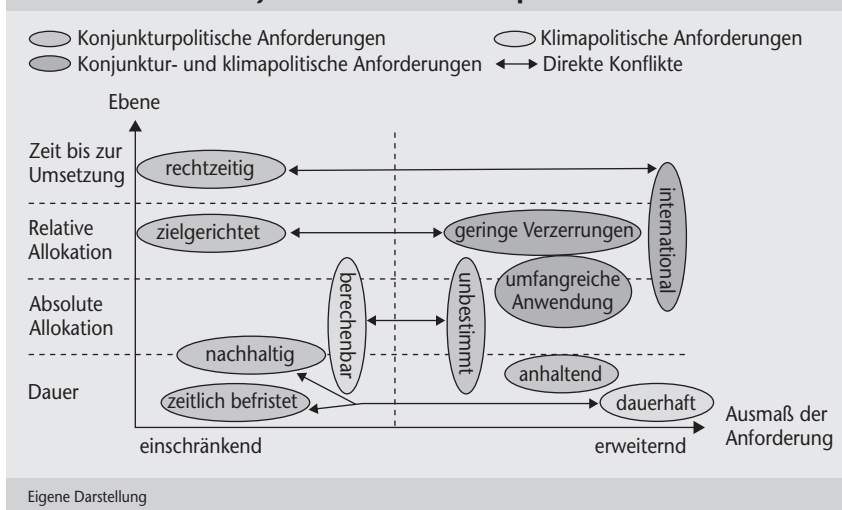 Konjunkturpolitische Anforderungen
Klimapolitische Anforderungen
Konjunktur- und klimapolitische Anforderungen
Direkte Konflikte
Ebene
Zeit bis zur
Umsetzung
rechtzeitig
international
Relative
Allokation
zielgerichtet
geringe Verzerrungen
umfangreiche
Anwendung
Absolute
Allokation
berechenbar
unbestimmt
nachhaltig
anhaltend
Dauer
zeitlich befristet
dauerhaft
Ausmaß der
Anforderung
einschränkend
erweiternd
Eigene Darstellung